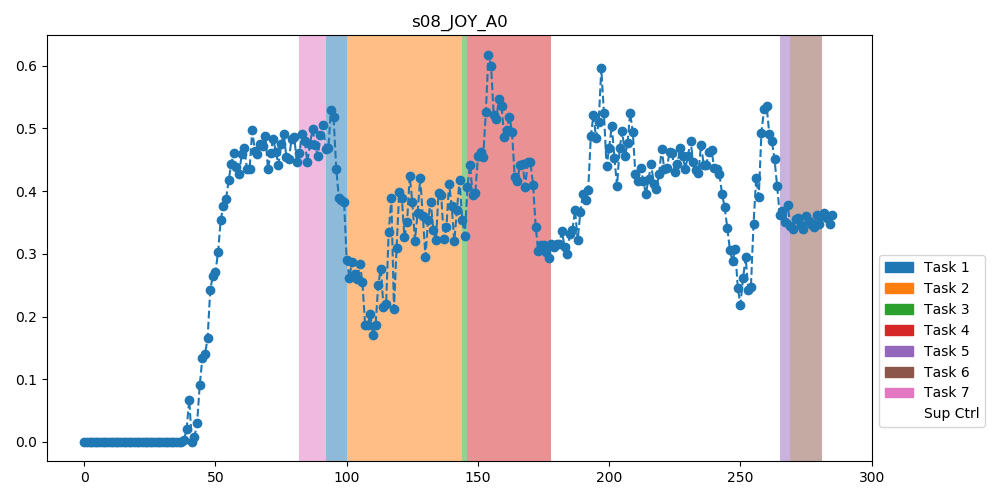 s08_JOY_A0
0.6
0.5
0.4
0.3
0.2
0.1
0.0
0 50 100 150 200 250 300
Task 1
Task 2
Task 3
Task 4
Task 5
Task 6
Task 7
Sup Ctrl